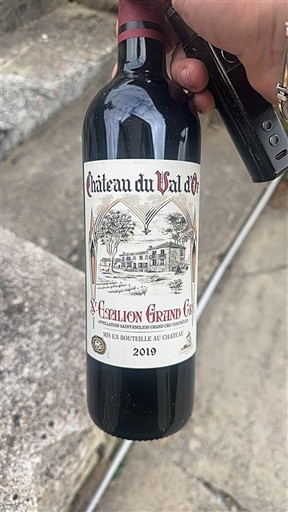 Château du Val d'Or
St Emilion Grand Cru
APPELLATION SAINT-EMILION GRAND CRU CONTRÔLÉE
MIS EN BOUTEILLE AU CHATEAU
2019